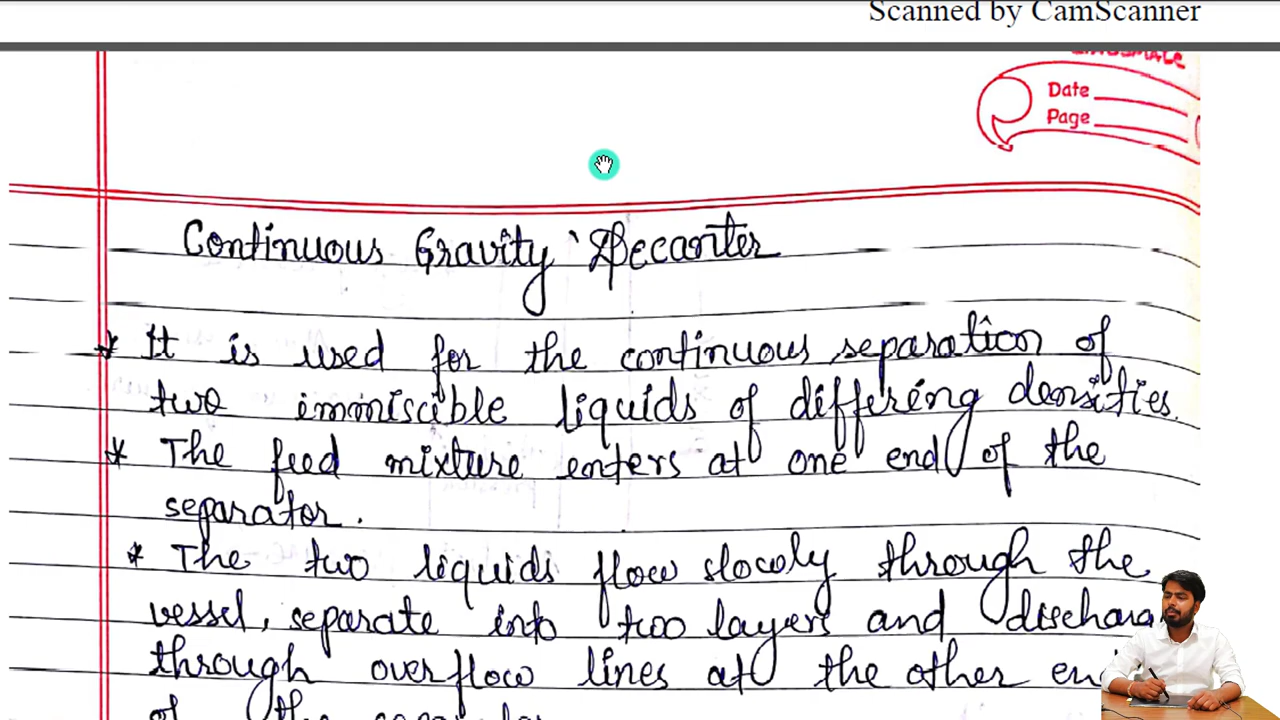 Scanned by CamScanner
Date
Page
Continuous Gravity Decanter
* It is used for the continuous separation of
two immiscible liquids of differing densities.
* The feed mixture enters at one end of the
separator.
* The two liquids flow slowly through the
vessel, separate into two layers and
through overflow lines at the other
of the